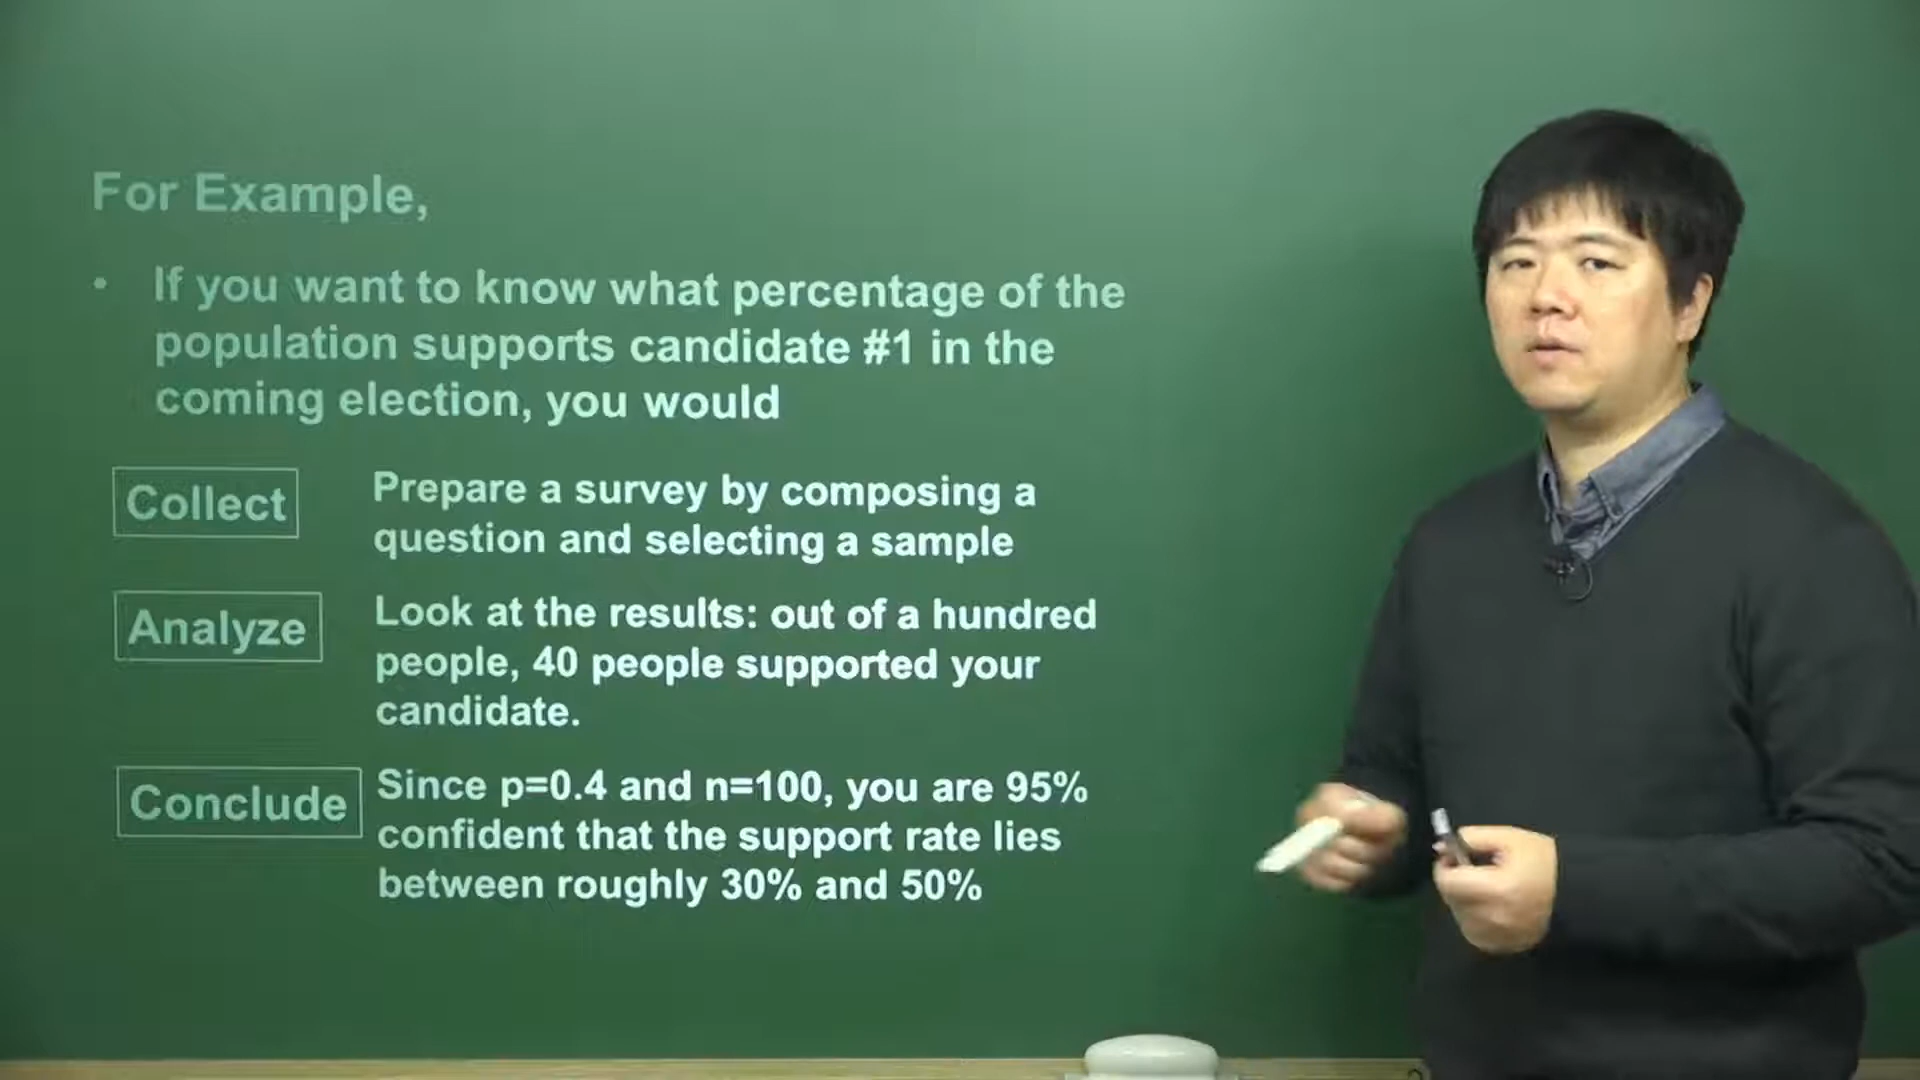 For Example,
• If you want to know what percentage of the
population supports candidate #1 in the
coming election, you would
Collect
Prepare a survey by composing a
question and selecting a sample
Analyze
Look at the results: out of a hundred
people, 40 people supported your
candidate.
Conclude
Since p=0.4 and n=100, you are 95%
confident that the support rate lies
between roughly 30% and 50%